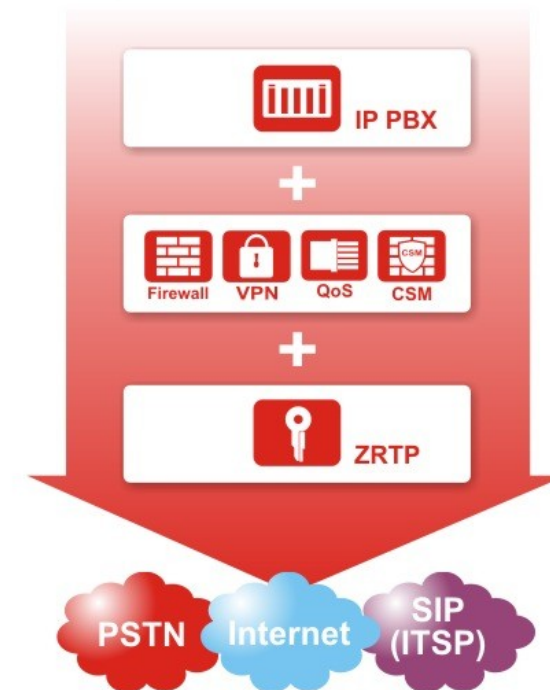 IP PBX
+
Firewall VPN QoS CSM
CSM
+
ZRTP
PSTN Internet SIP
(ITSP)